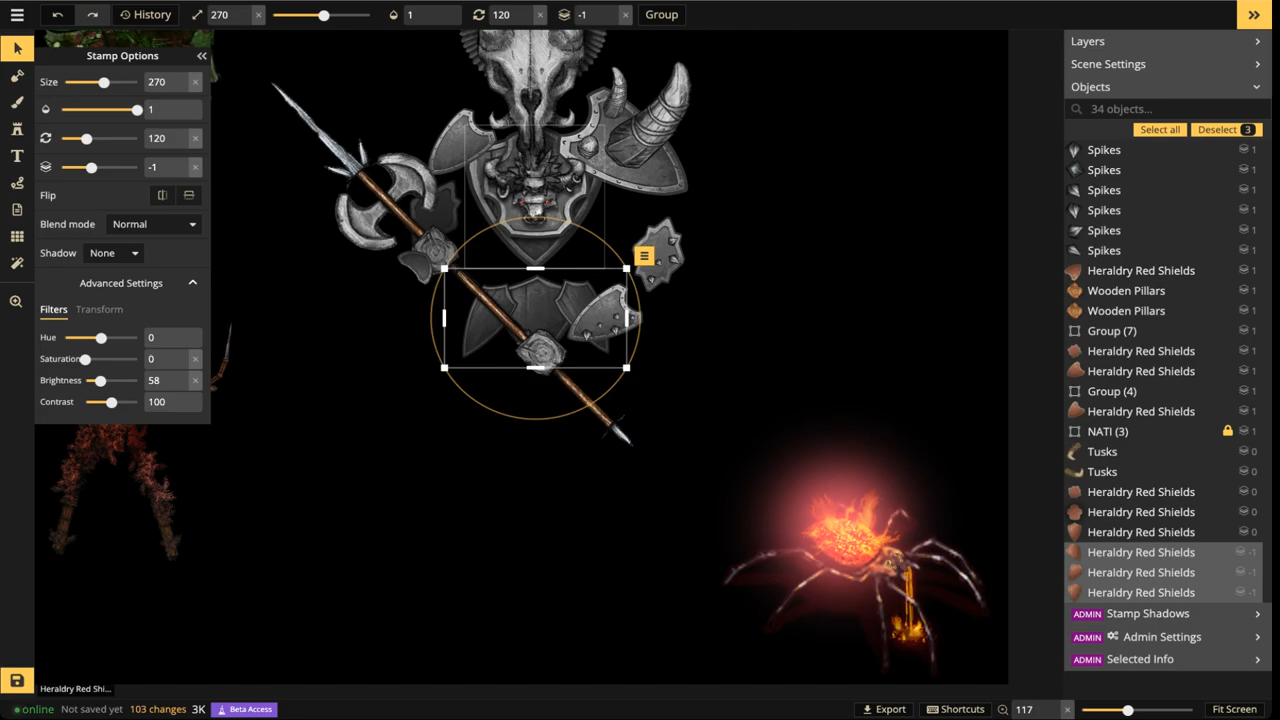 History
270
1
120
-1
Group
Stamp Options
Size
270
1
120
-1
Flip
Blend mode
Normal
Shadow
None
Advanced Settings
Filters
Transform
Hue
0
Saturation
0
Brightness
58
Contrast
100
Layers
Scene Settings
Objects
34 objects...
Select all
Deselect 3
Spikes 1
Spikes 1
Spikes 1
Spikes 1
Spikes 1
Spikes 1
Heraldry Red Shields 1
Wooden Pillars 1
Wooden Pillars 1
Group (7) 1
Heraldry Red Shields 1
Heraldry Red Shields 1
Group (4) 1
Heraldry Red Shields 1
NATI (3) 1
Tusks 0
Tusks 0
Heraldry Red Shields 0
Heraldry Red Shields 0
Heraldry Red Shields 0
Heraldry Red Shields -1
Heraldry Red Shields -1
Heraldry Red Shields -1
ADMIN Stamp Shadows
ADMIN Admin Settings
ADMIN Selected Info
Heraldry Red Shi...
online
Not saved yet
103 changes
3K
Beta Access
Export
Shortcuts
117
Fit Screen